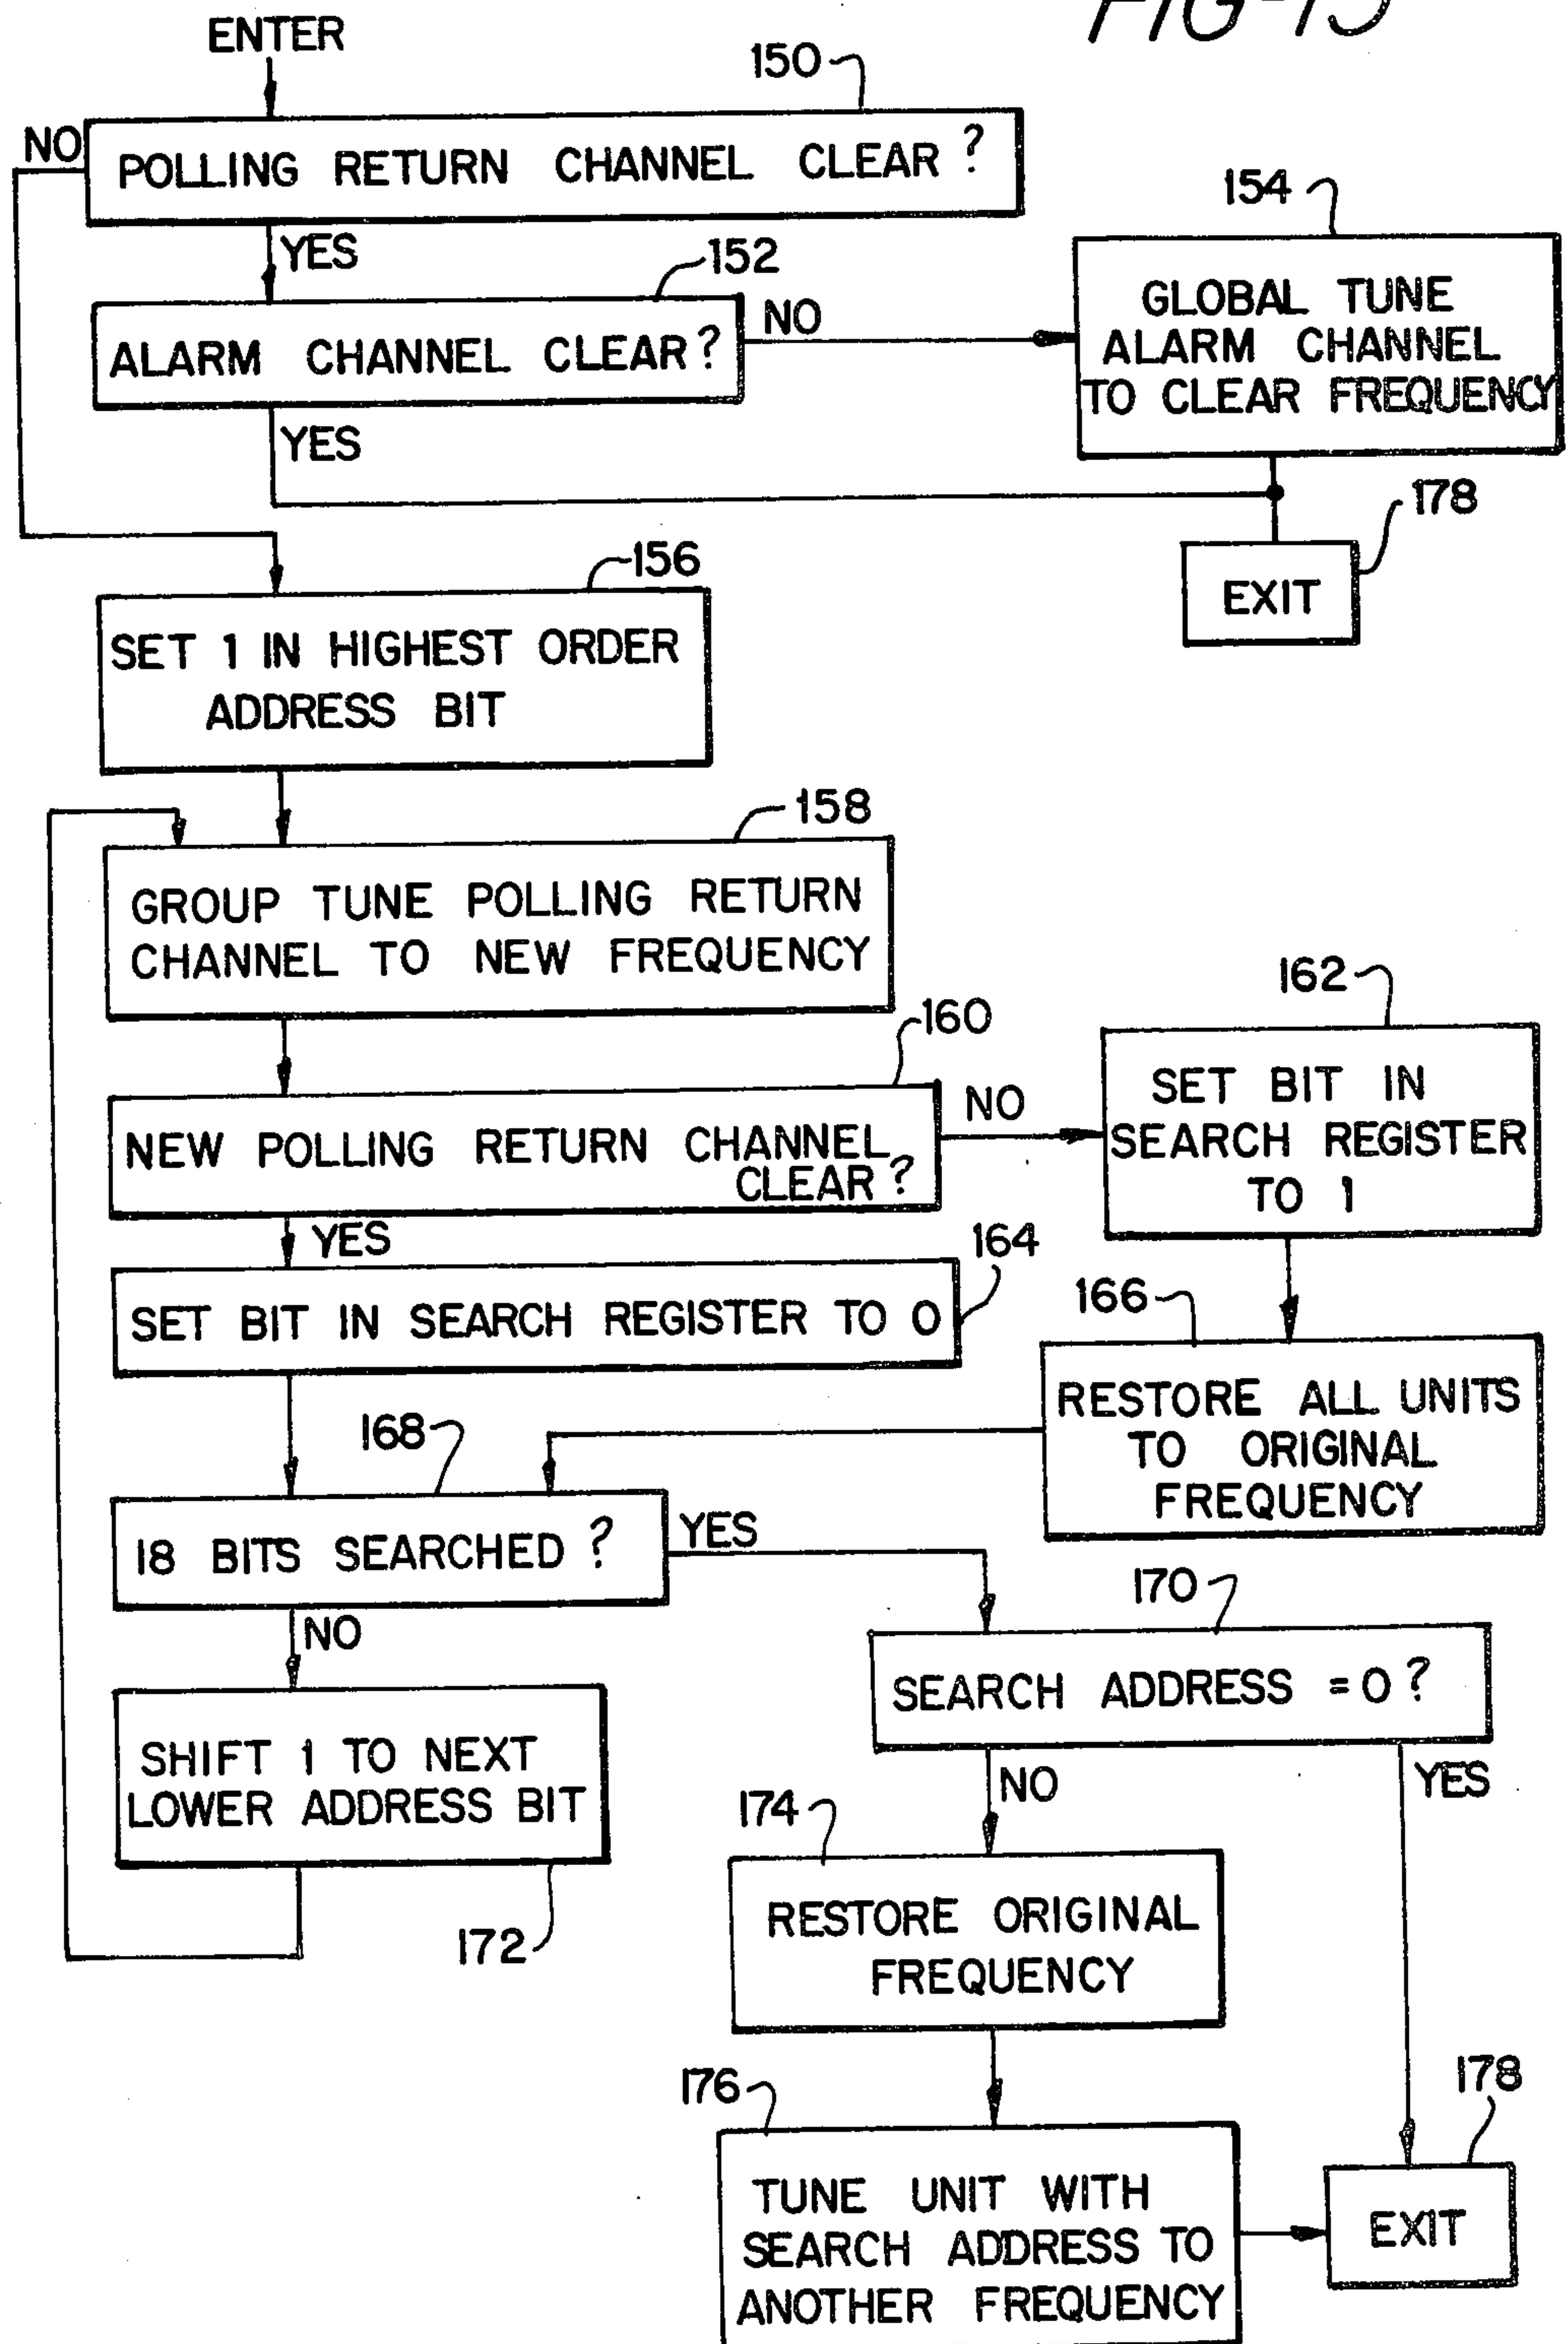 FIG-15
ENTER
150
NO
POLLING RETURN CHANNEL CLEAR ?
154
YES
152
GLOBAL TUNE
ALARM CHANNEL
TO CLEAR FREQUENCY
NO
ALARM CHANNEL CLEAR ?
YES
178
EXIT
156
SET 1 IN HIGHEST ORDER
ADDRESS BIT
158
GROUP TUNE POLLING RETURN
CHANNEL TO NEW FREQUENCY
162
160
NO
SET BIT IN
SEARCH REGISTER
TO 1
NEW POLLING RETURN CHANNEL
CLEAR ?
YES
164
SET BIT IN SEARCH REGISTER TO 0
166
RESTORE ALL UNITS
TO ORIGINAL
FREQUENCY
168
18 BITS SEARCHED ?
YES
170
NO
SEARCH ADDRESS = 0 ?
SHIFT 1 TO NEXT
LOWER ADDRESS BIT
NO
YES
174
172
RESTORE ORIGINAL
FREQUENCY
176
178
TUNE UNIT WITH
SEARCH ADDRESS TO
ANOTHER FREQUENCY
EXIT